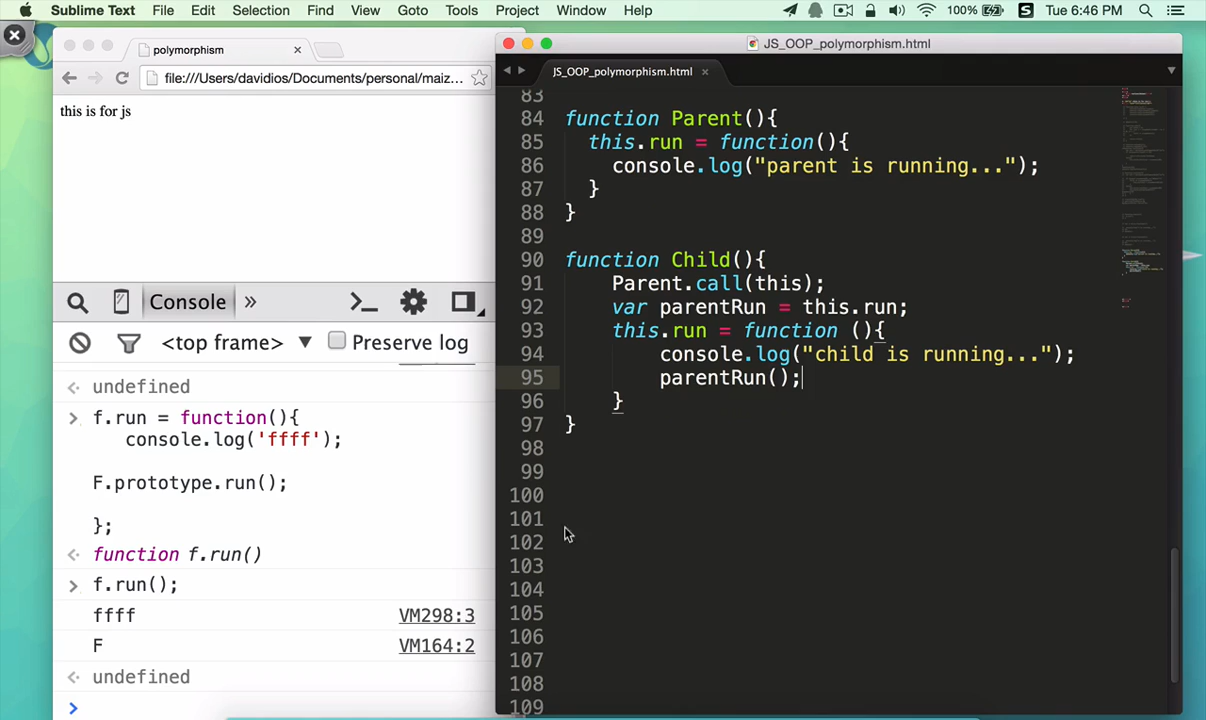 Sublime Text File Edit Selection Find View Goto Tools Project Window Help 100% S Tue 6:46 PM
polymorphism
file:///Users/davidios/Documents/personal/maiz...
this is for js
Console »
<top frame> Preserve log
undefined
f.run = function(){
console.log('ffff');
F.prototype.run();
};
function f.run()
f.run();
ffff VM298:3
F VM164:2
undefined
JS_OOP_polymorphism.html
JS_OOP_polymorphism.html
83
84 function Parent(){
85 this.run = function(){
86 console.log("parent is running...");
87 }
88 }
89
90 function Child(){
91 Parent.call(this);
92 var parentRun = this.run;
93 this.run = function (){
94 console.log("child is running...");
95 parentRun();
96 }
97 }
98
99
100
101
102
103
104
105
106
107
108
109